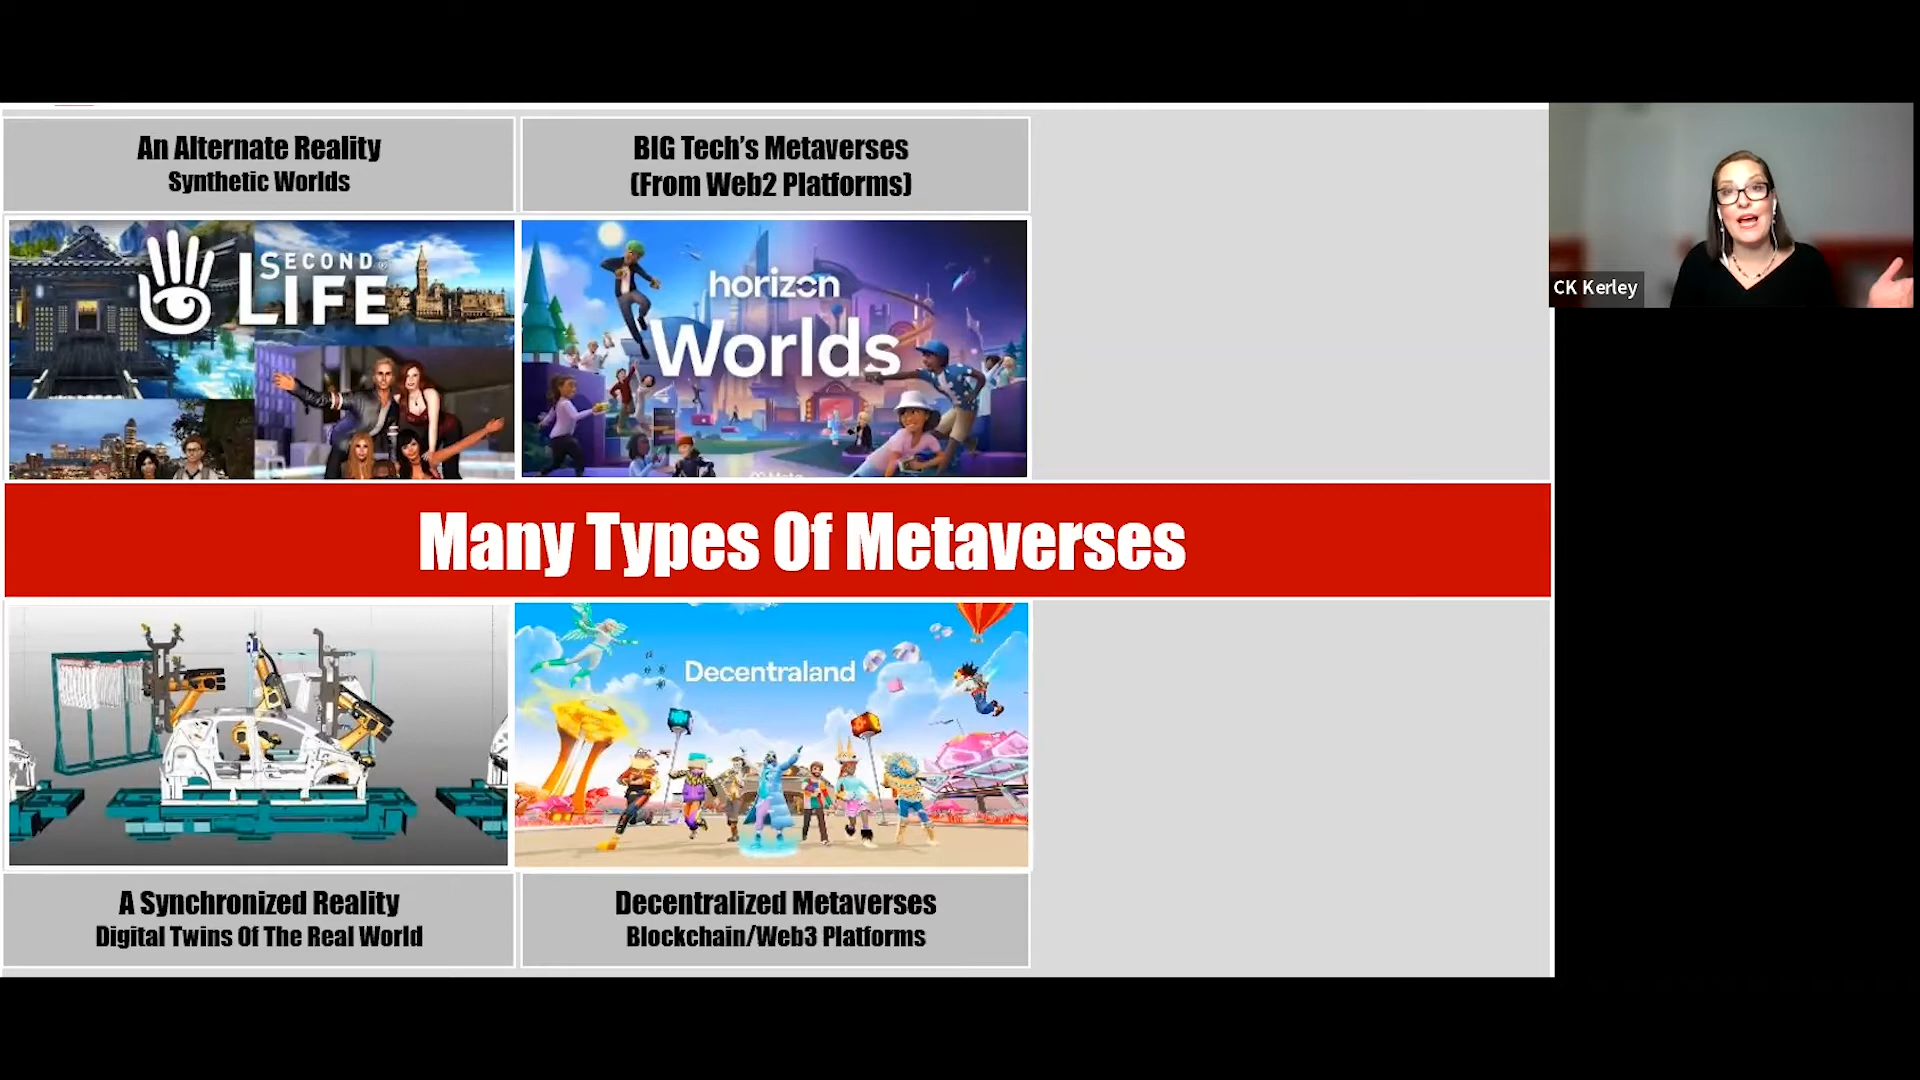 An Alternate Reality
Synthetic Worlds
BIG Tech's Metaverses
(From Web2 Platforms)
SECOND
LIFE
horizon
Worlds
Meta
CK Kerley
Many Types Of Metaverses
Decentraland
A Synchronized Reality
Digital Twins Of The Real World
Decentralized Metaverses
Blockchain/Web3 Platforms